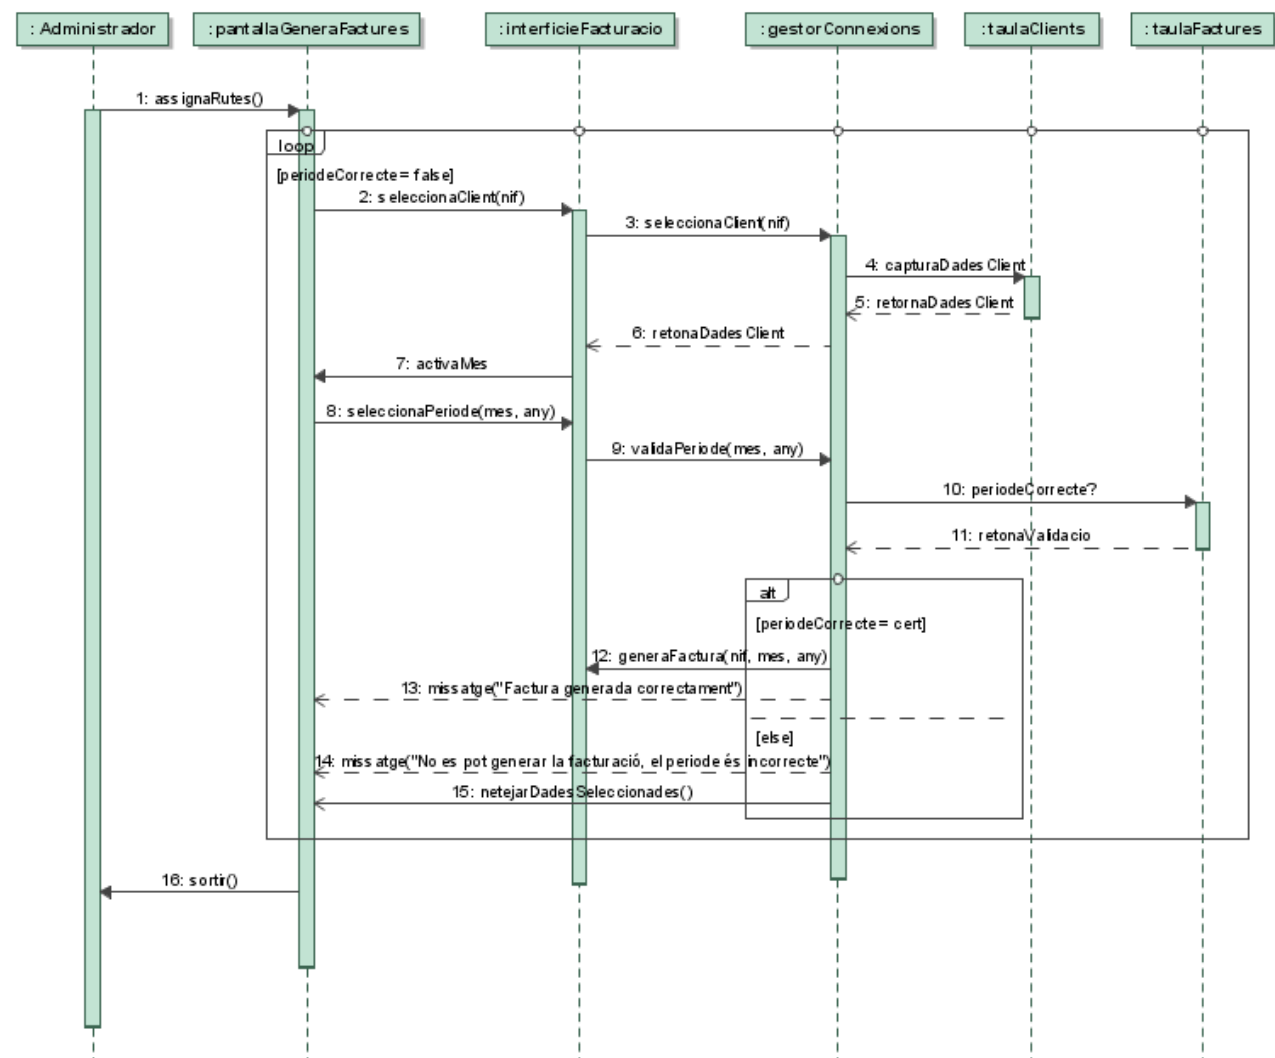 : Administrador
: pantallaGeneraFactures
: interficieFacturacio
: gestorConnexions
: taulaClients
: taulaFactures
1: assignaRutes()
loop
[periodeCorrecte = false]
2: seleccionaClient(nif)
3: seleccionaClient(nif)
4: capturaDadesClient
5: retornaDadesClient
6: retonaDadesClient
7: activaMes
8: seleccionaPeriode(mes, any)
9: validaPeriode(mes, any)
10: periodeCorrecte?
11: retonaValidacio
alt
[periodeCorrecte = cert]
12: generaFactura(nif, mes, any)
13: missatge("Factura generada correctament")
[else]
14: missatge("No es pot generar la facturació, el periode és incorrecte")
15: netejarDadesSeleccionades()
16: sortir()